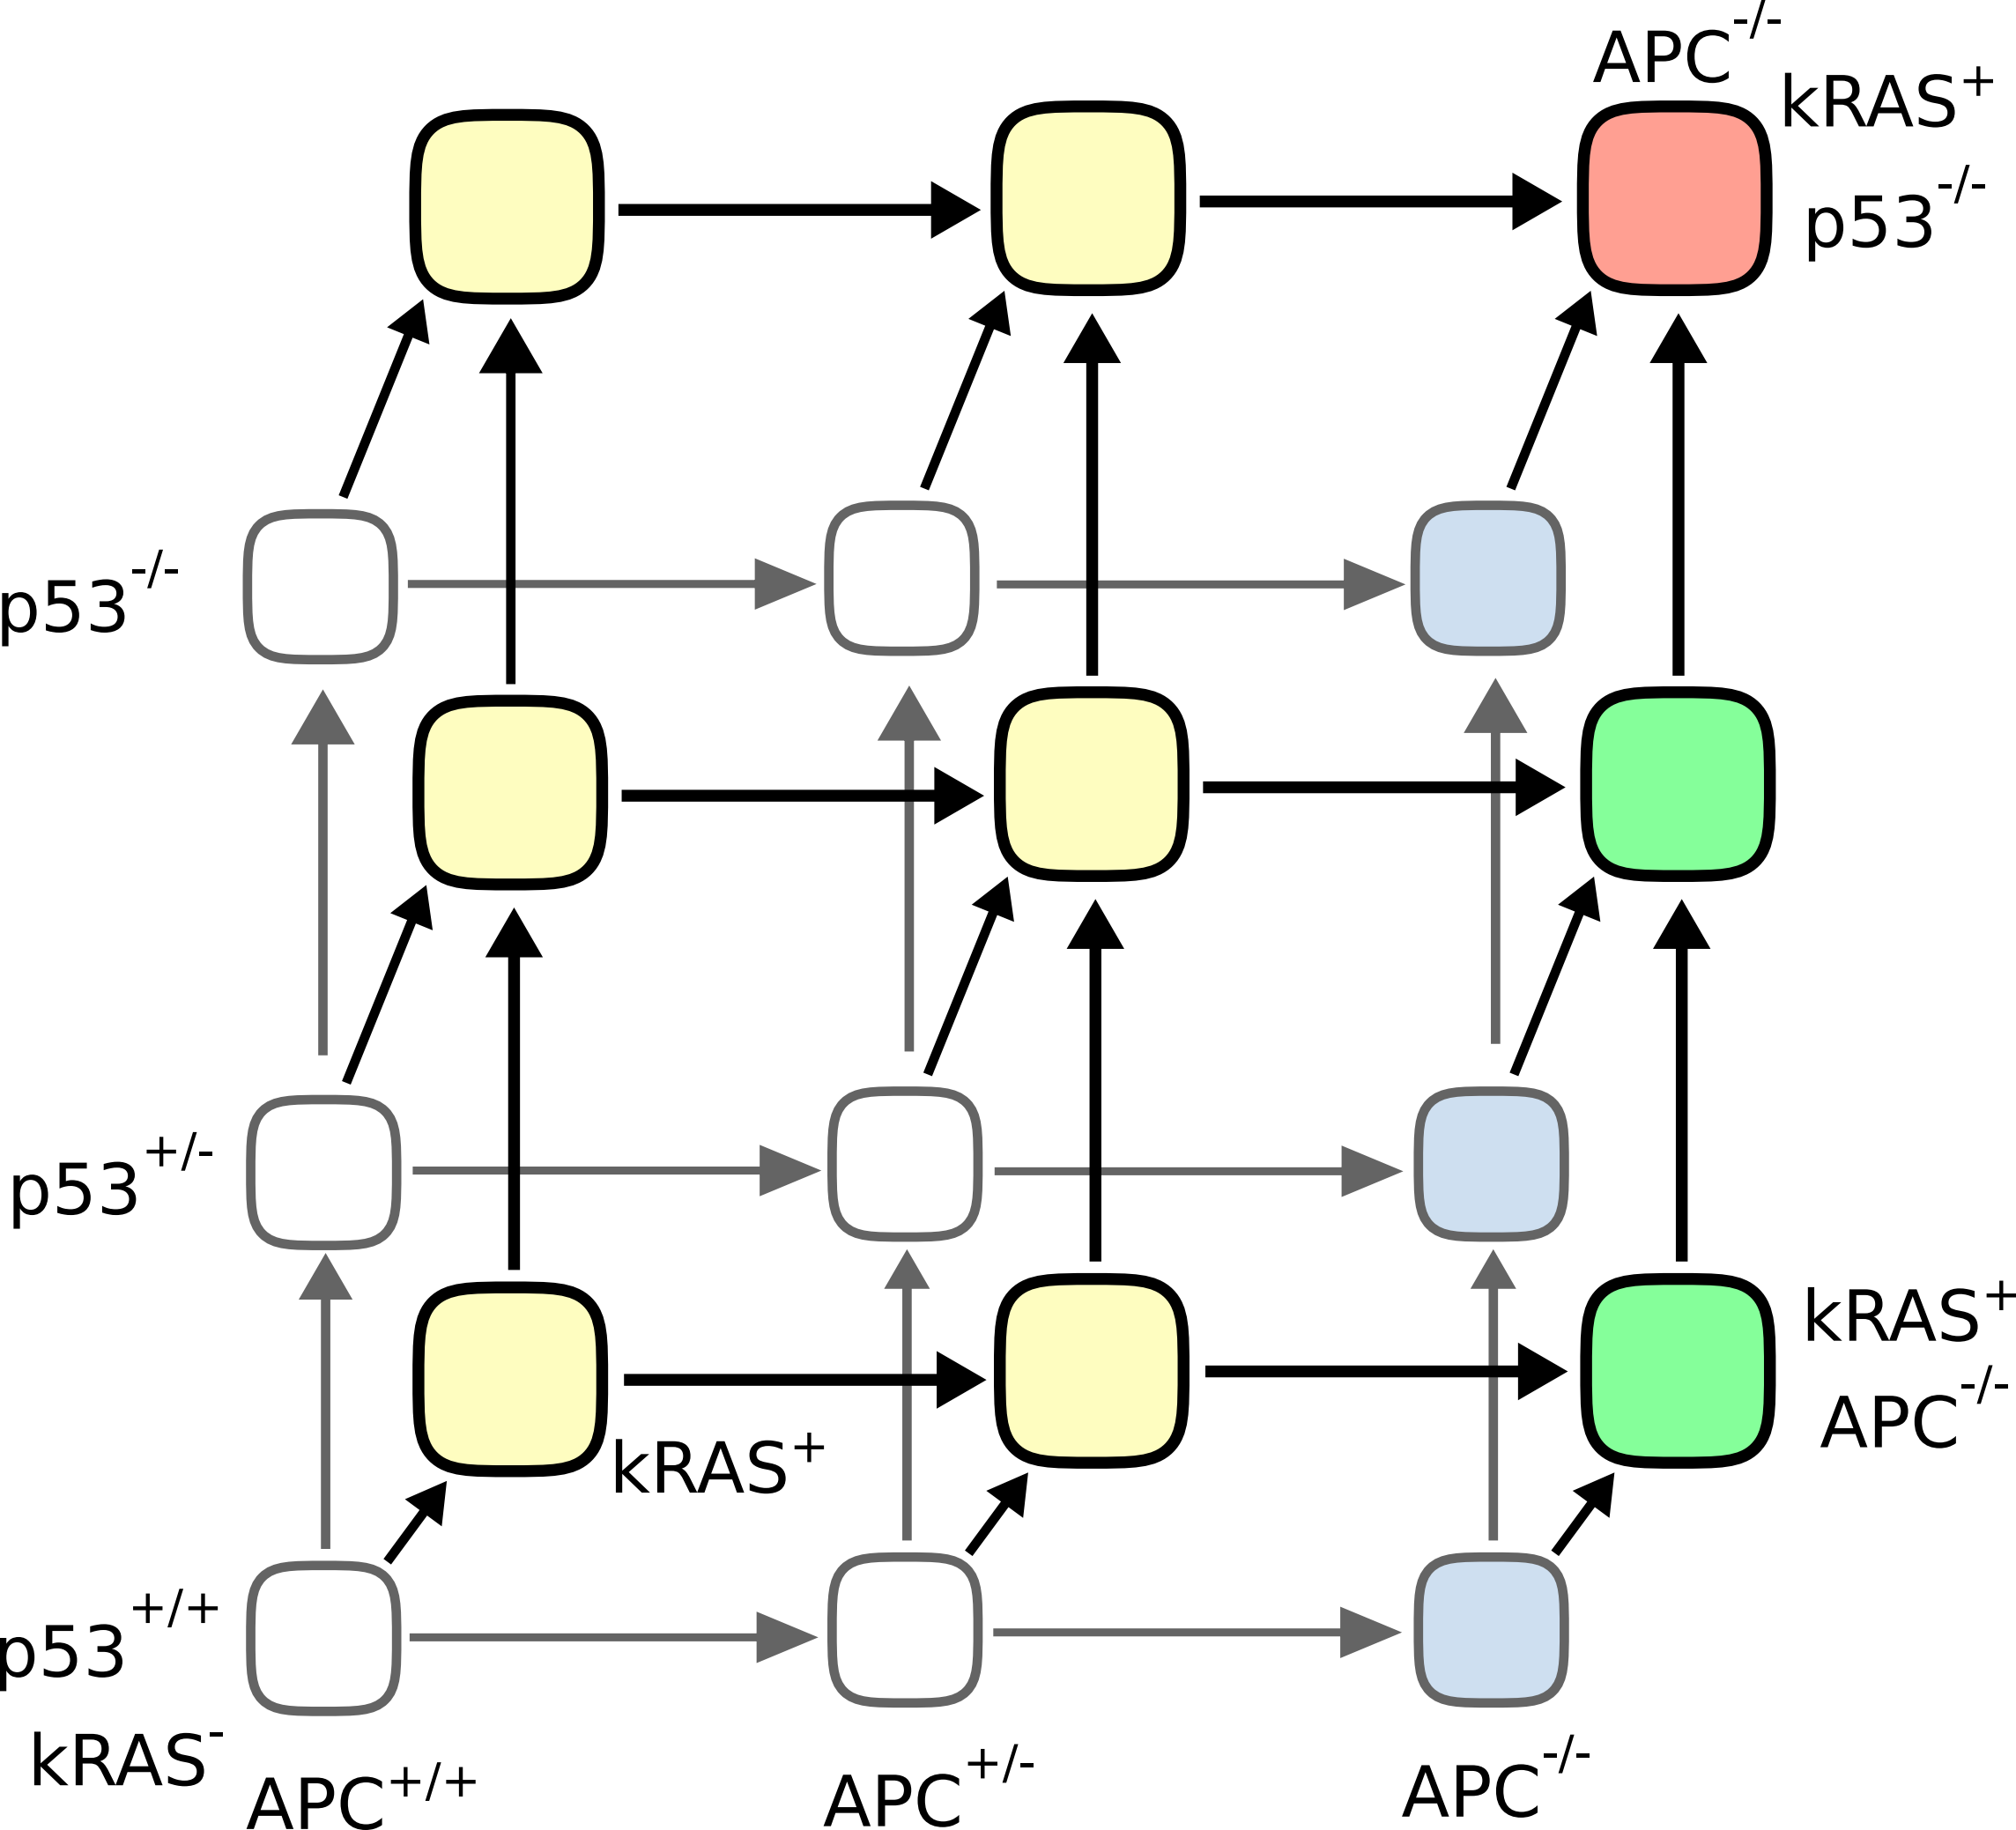 APC-/-
kRAS+
p53-/-
p53-/-
p53+/-
kRAS+
APC-/-
kRAS+
p53+/+
kRAS-
APC+/+
APC+/-
APC-/-